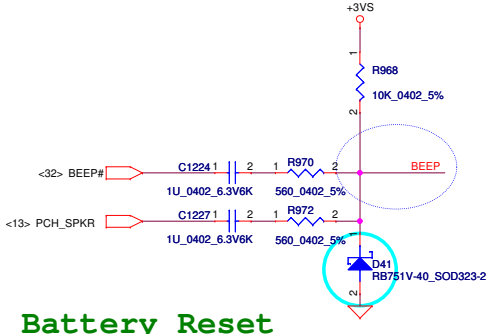 +3VS
1
R968
10K_0402_5%
2
BEEP
<32> BEEP#
C1224
1
2
1
R970
2
1U_0402_6.3V6K
560_0402_5%
<13> PCH_SPKR
C1227
1
2
1
R972
2
1U_0402_6.3V6K
560_0402_5%
1
D41
RB751V-40_SOD323-2
2
Battery Reset